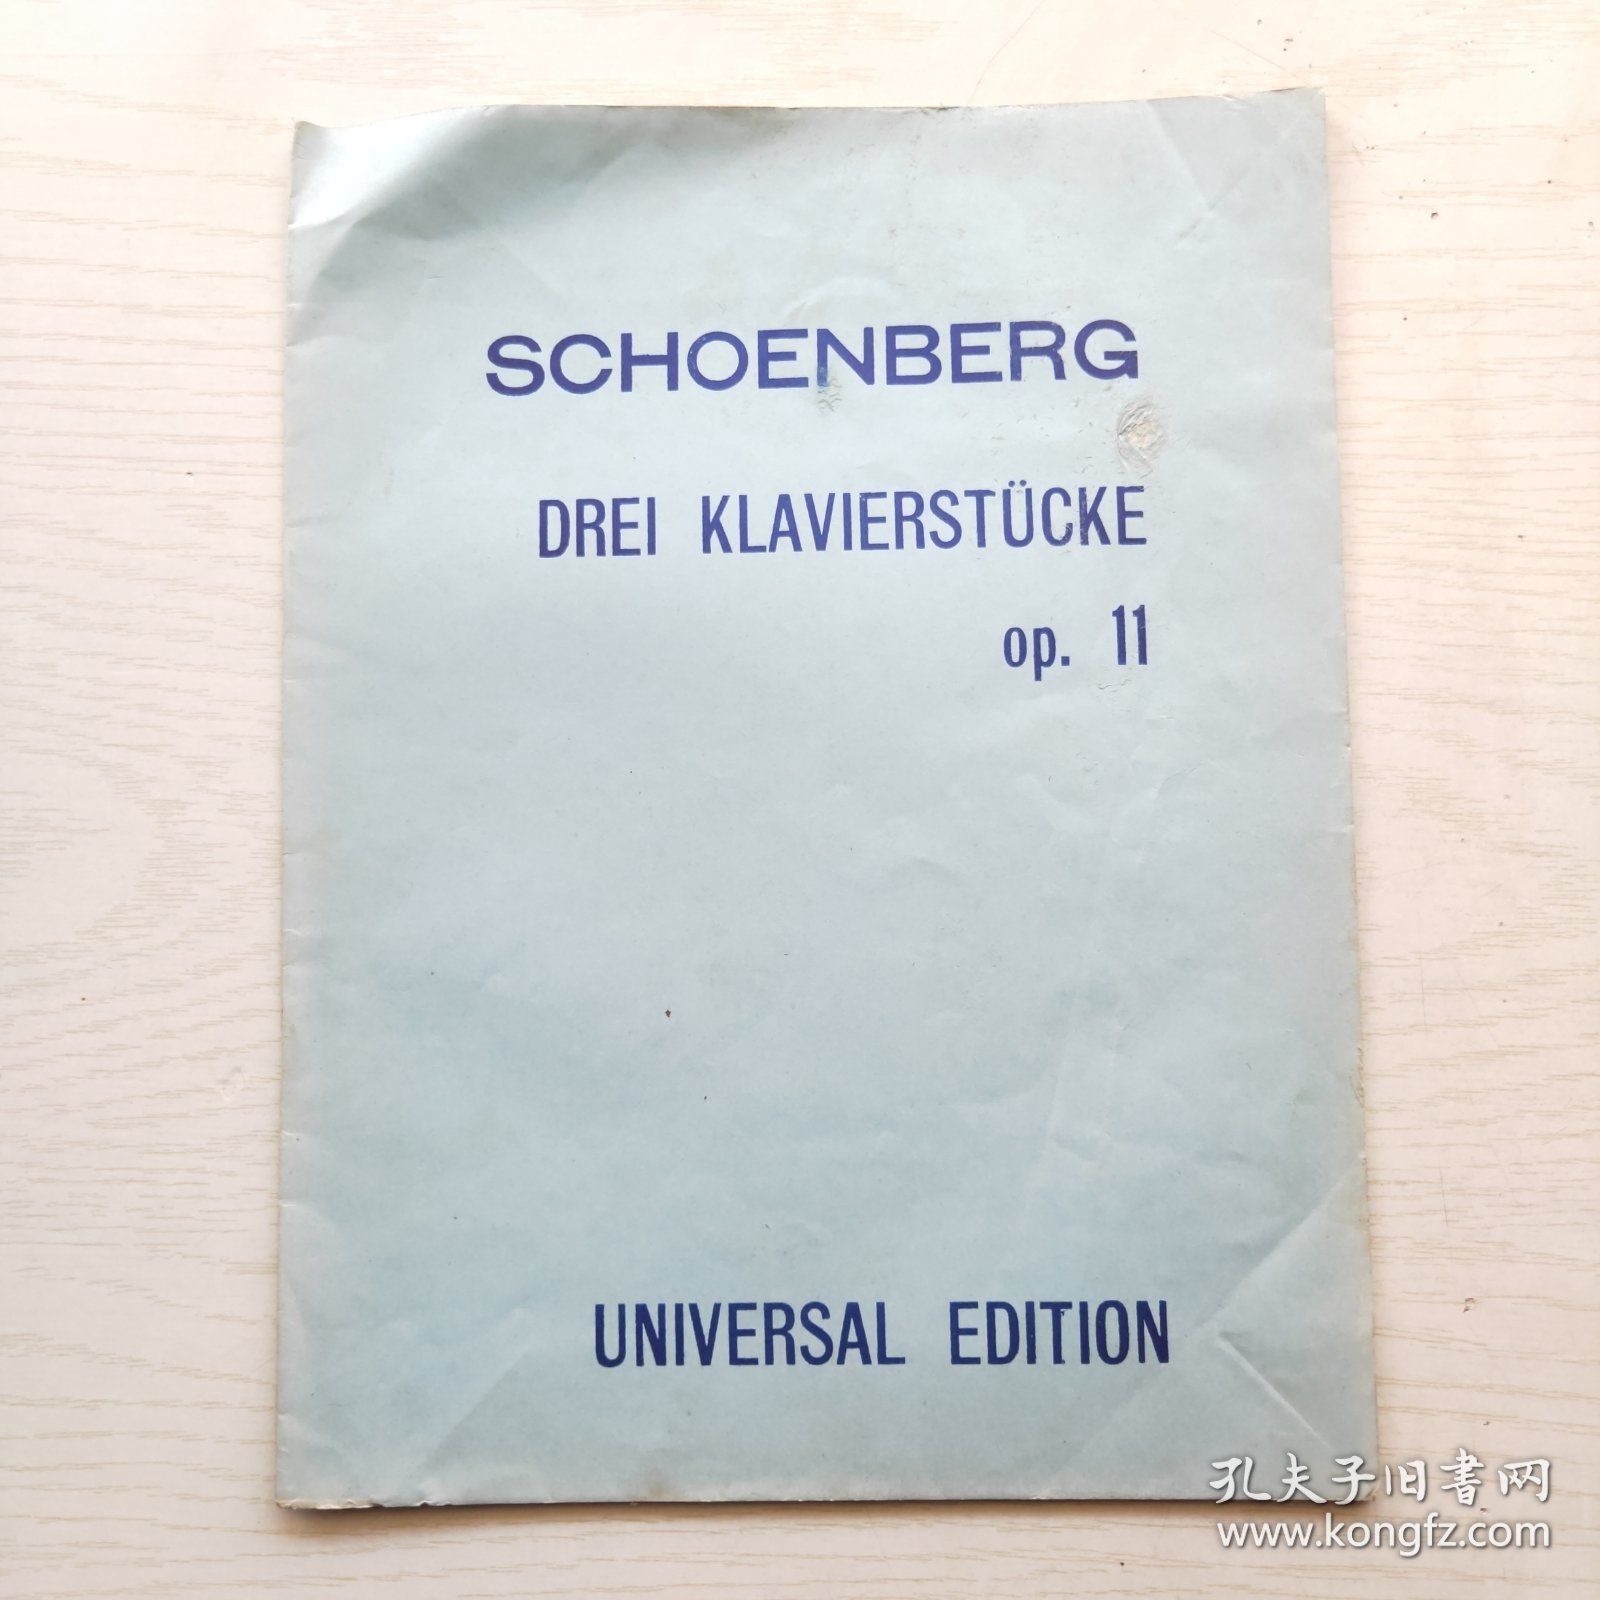 SCHOENBERG
DREI KLAVIERSTÜCKE
op. 11
UNIVERSAL EDITION
孔夫子旧书网
www.kongfz.com